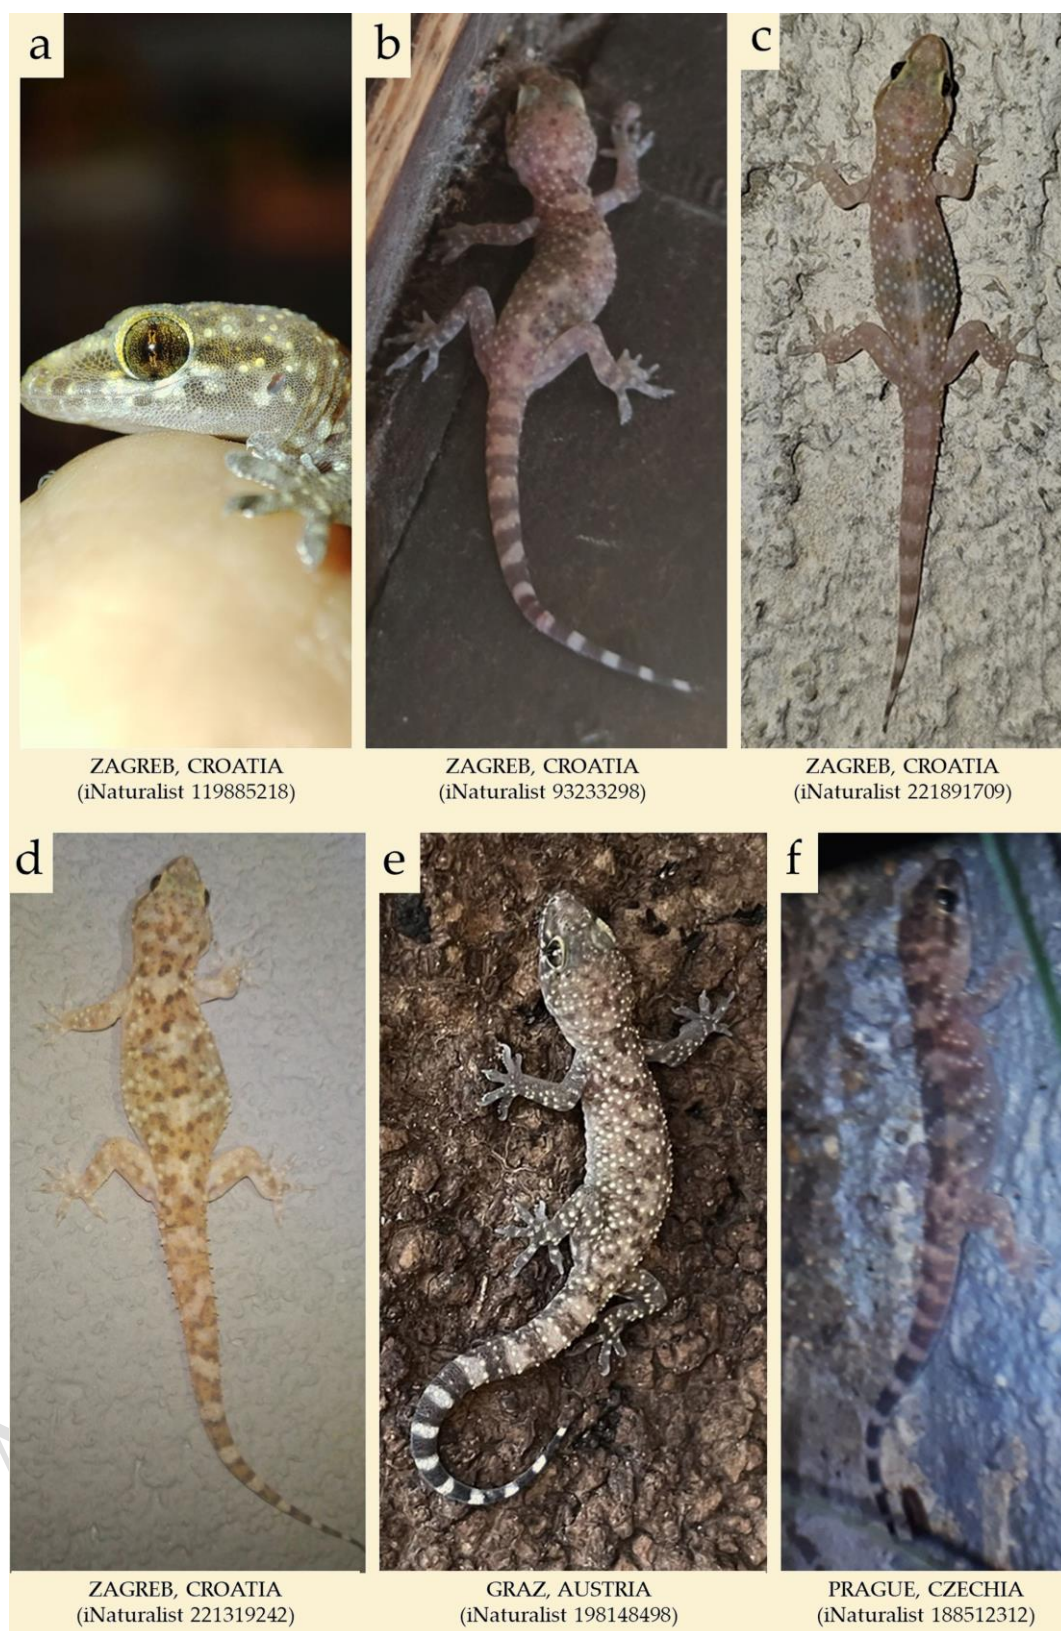 a
b
c
ZAGREB, CROATIA
(iNaturalist 119885218)
ZAGREB, CROATIA
(iNaturalist 93233298)
ZAGREB, CROATIA
(iNaturalist 221891709)
d
e
f
ZAGREB, CROATIA
(iNaturalist 221319242)
GRAZ, AUSTRIA
(iNaturalist 198148498)
PRAGUE, CZECHIA
(iNaturalist 188512312)